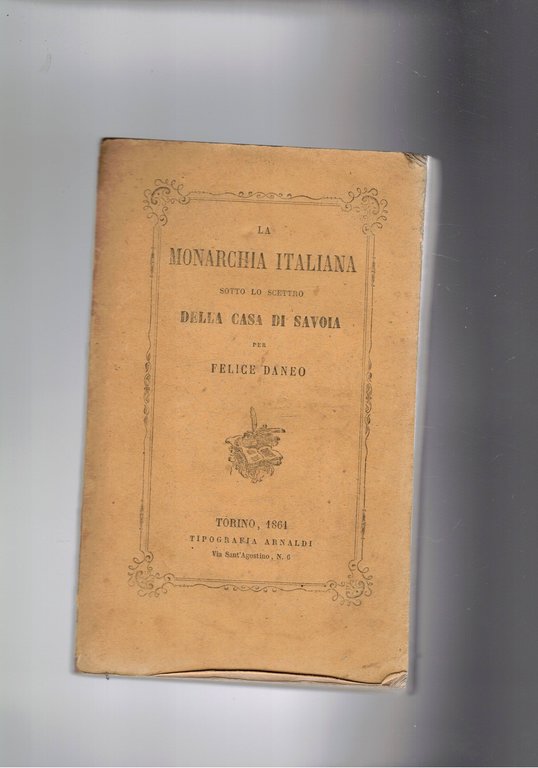 LA
MONARCHIA ITALIANA
SOTTO LO SCETTRO
DELLA CASA DI SAVOIA
PER
FELICE DANEO
TORINO, 1861
TIPOGRAFIA ARNALDI
Via Sant'Agostino, N. 6